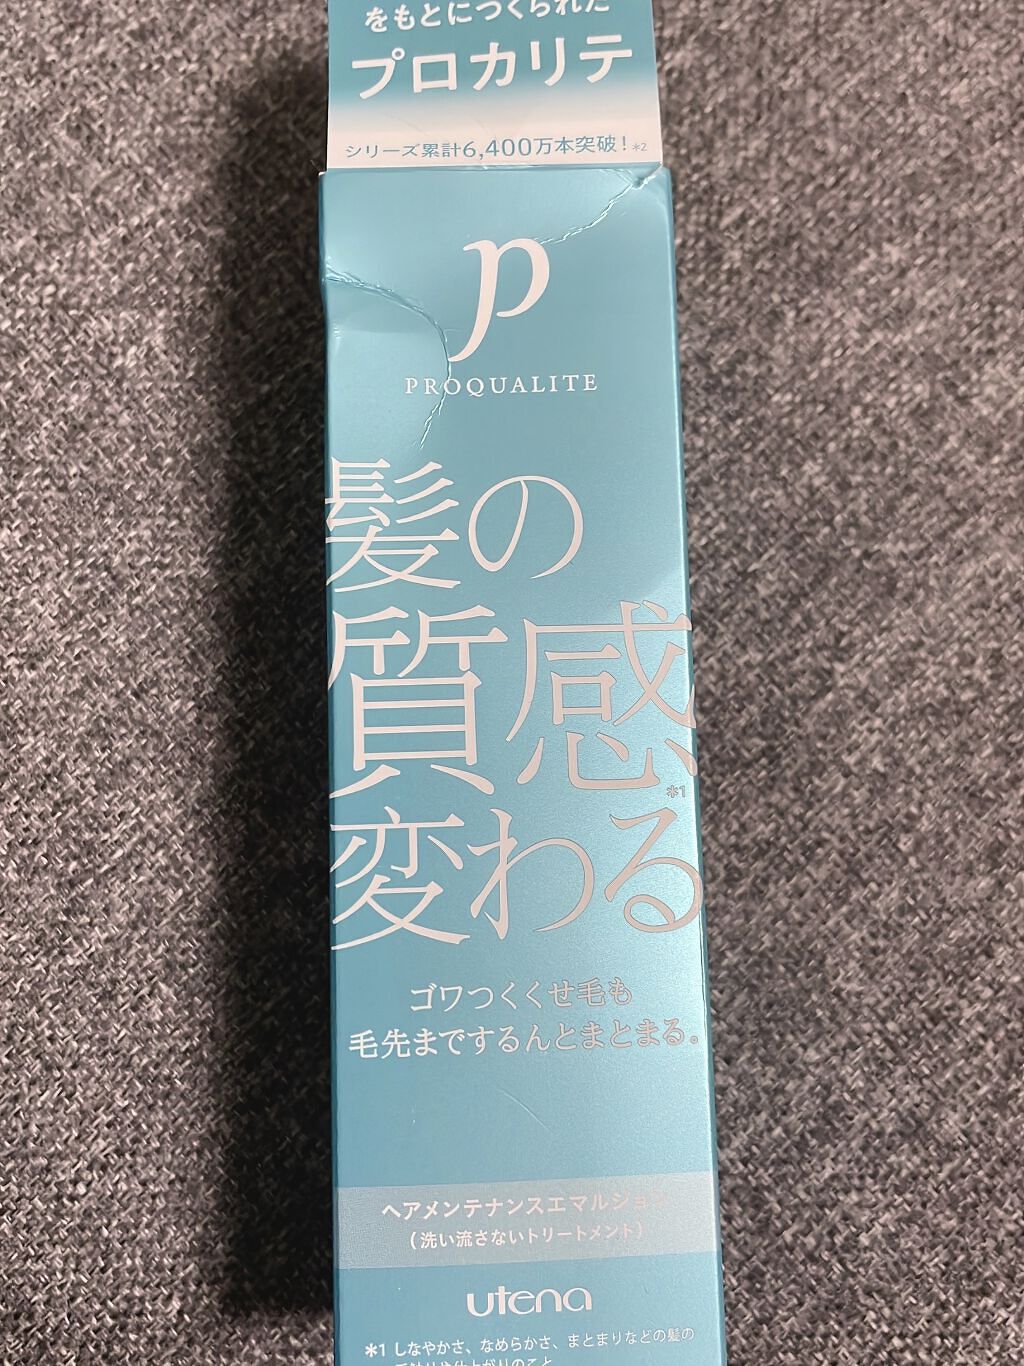 をもとにつくられた
プロカリテ
シリーズ累計6,400万本突破!※2
p
PROQUALITE
髪の
質感※1
変わる
ゴワつくくせ毛も
毛先までするんとまとまる。
ヘアメンテナンスエマルジョン
(洗い流さないトリートメント)
utena
※1 しなやかさ、なめらかさ、まとまりなどの髪の